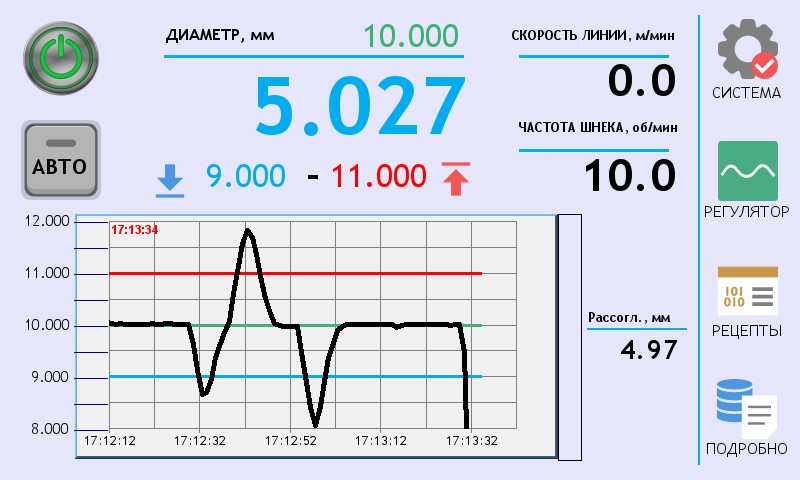 ДИАМЕТР, мм
10.000
5.027
9.000 - 11.000
АВТО
СКОРОСТЬ ЛИНИИ, м/мин
0.0
ЧАСТОТА ШНЕКА, об/мин
10.0
СИСТЕМА
РЕГУЛЯТОР
РЕЦЕПТЫ
ПОДРОБНО
101
010
17:13:34
12.000
11.000
10.000
9.000
8.000
17:12:12 17:12:32 17:12:52 17:13:12 17:13:32
Рассогл., мм
4.97